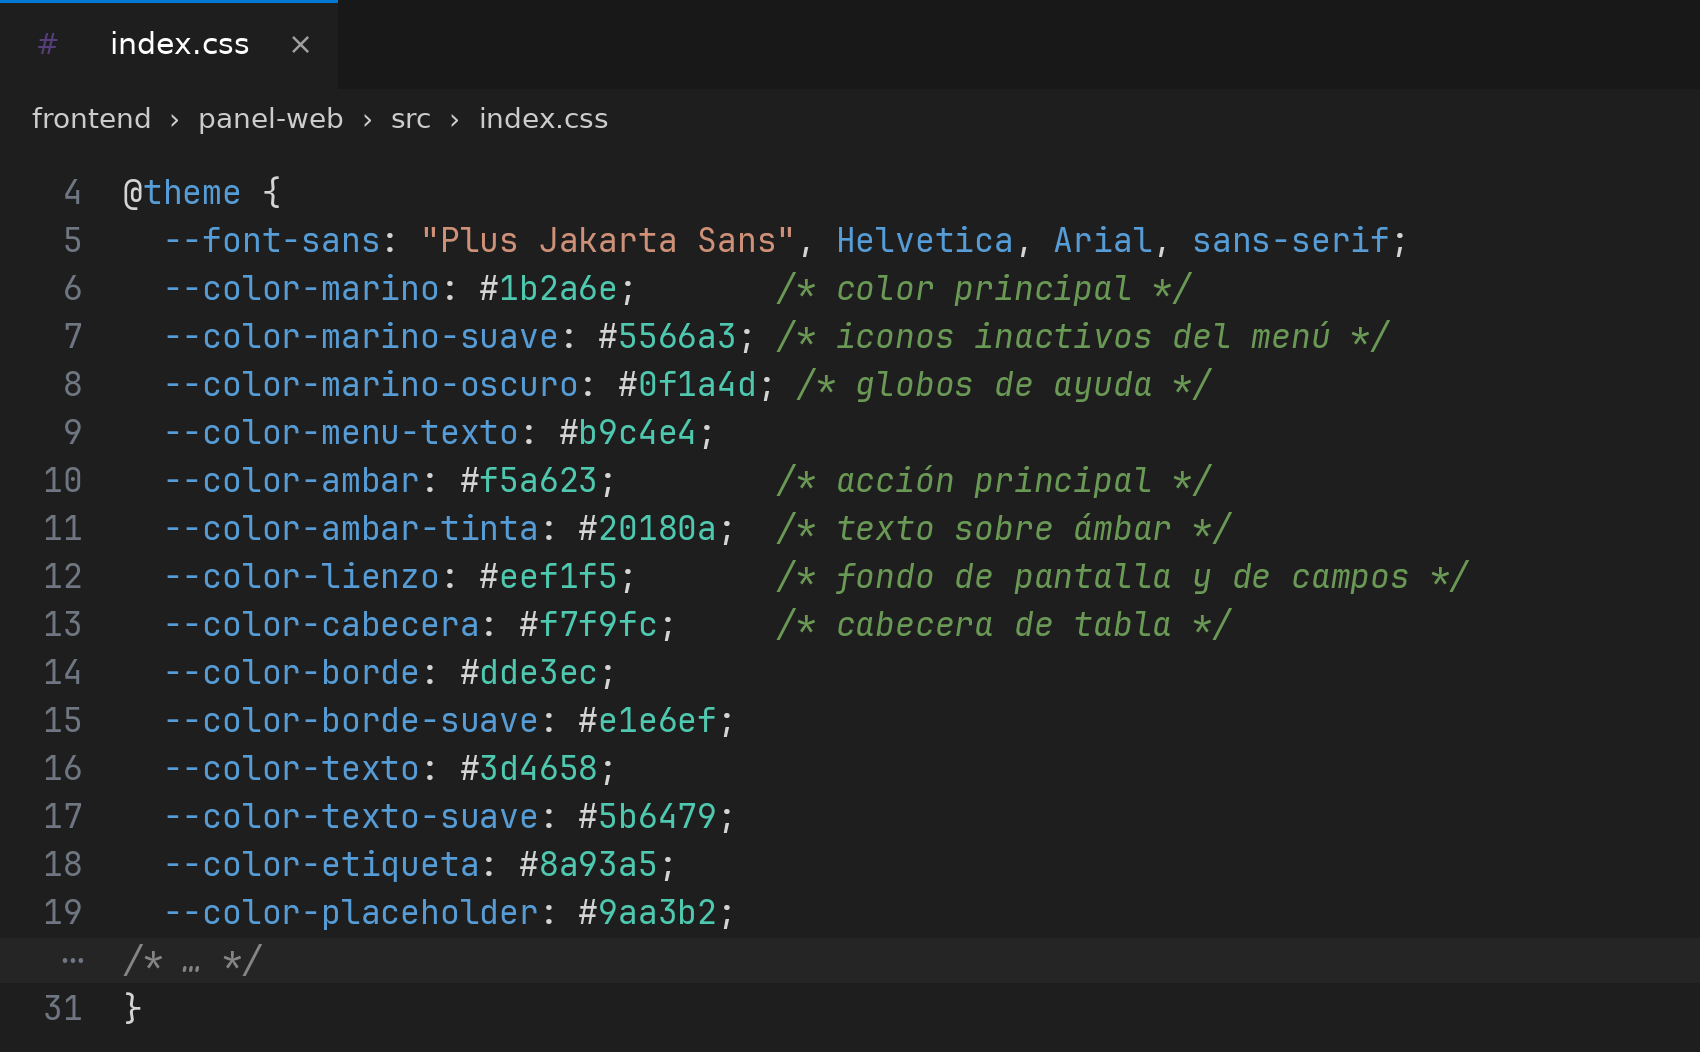 # index.css ×
frontend › panel-web › src › index.css
4 @theme {
5 --font-sans: "Plus Jakarta Sans", Helvetica, Arial, sans-serif;
6 --color-marino: #1b2a6e; /* color principal */
7 --color-marino-suave: #5566a3; /* iconos inactivos del menú */
8 --color-marino-oscuro: #0f1a4d; /* globos de ayuda */
9 --color-menu-texto: #b9c4e4;
10 --color-ambar: #f5a623; /* acción principal */
11 --color-ambar-tinta: #20180a; /* texto sobre ámbar */
12 --color-lienzo: #eef1f5; /* fondo de pantalla y de campos */
13 --color-cabecera: #f7f9fc; /* cabecera de tabla */
14 --color-borde: #dde3ec;
15 --color-borde-suave: #e1e6ef;
16 --color-texto: #3d4658;
17 --color-texto-suave: #5b6479;
18 --color-etiqueta: #8a93a5;
19 --color-placeholder: #9aa3b2;
… /* … */
31 }